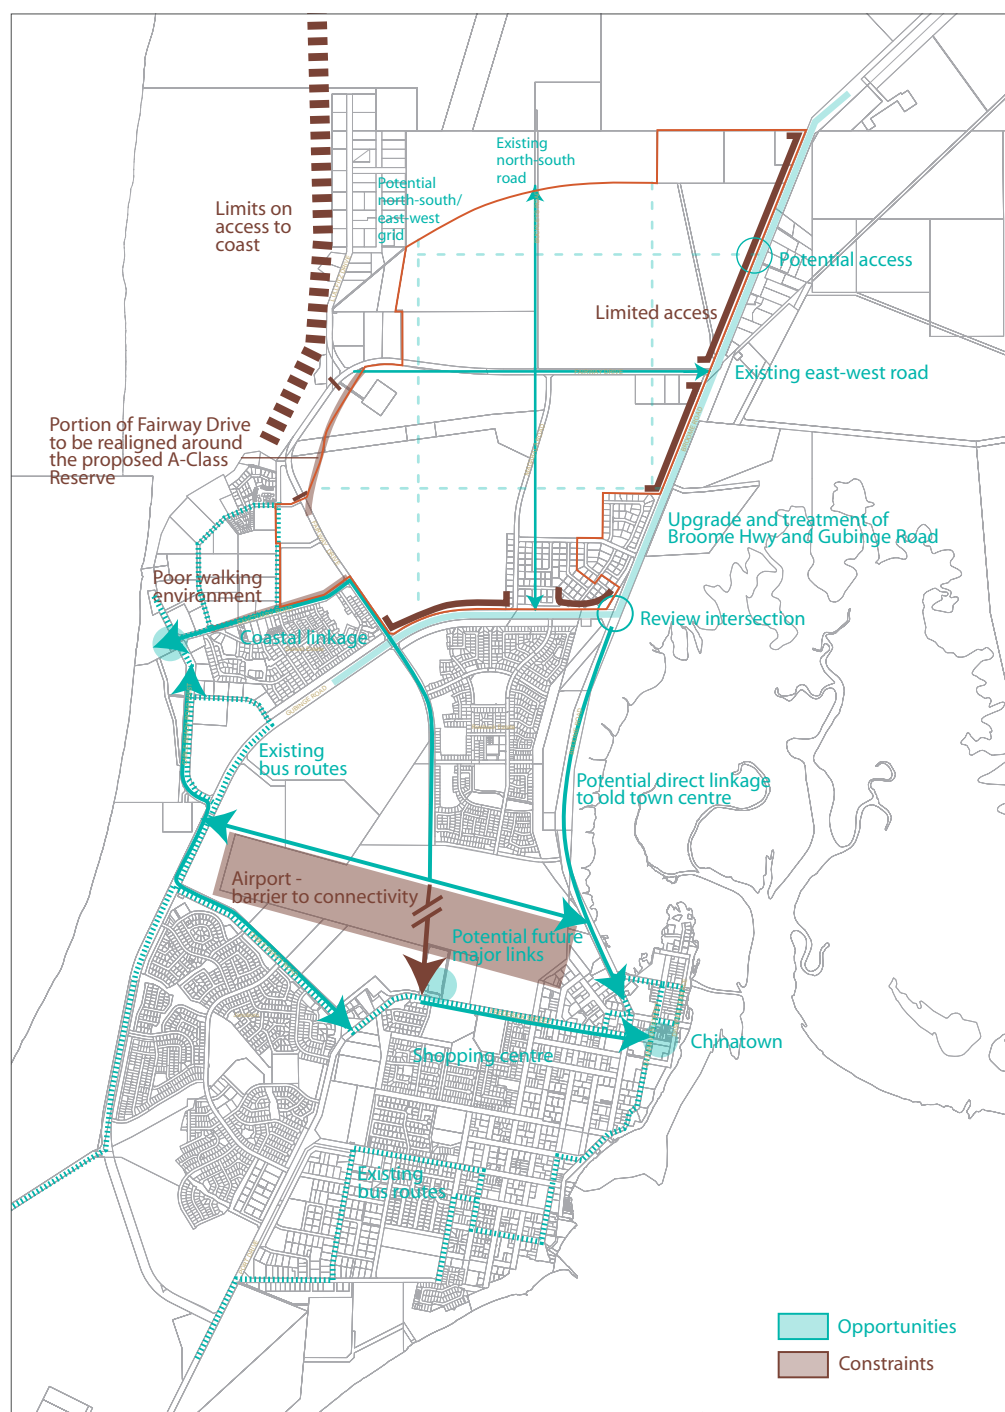 Existing
north-south
road
Potential
north-south/
east-west
grid
Limits on
access to
coast
Potential access
Limited access
Existing east-west road
Portion of Fairway Drive
to be realigned around
the proposed A-Class
Reserve
Upgrade and treatment of
Broome Hwy and Gubinge Road
Poor walking
environment
Coastal linkage
Review intersection
GUBINGE ROAD
Existing
bus routes
Potential direct linkage
to old town centre
Airport -
barrier to connectivity
Potential future
major links
Chinatown
Shopping centre
Existing
bus routes
Opportunities
Constraints